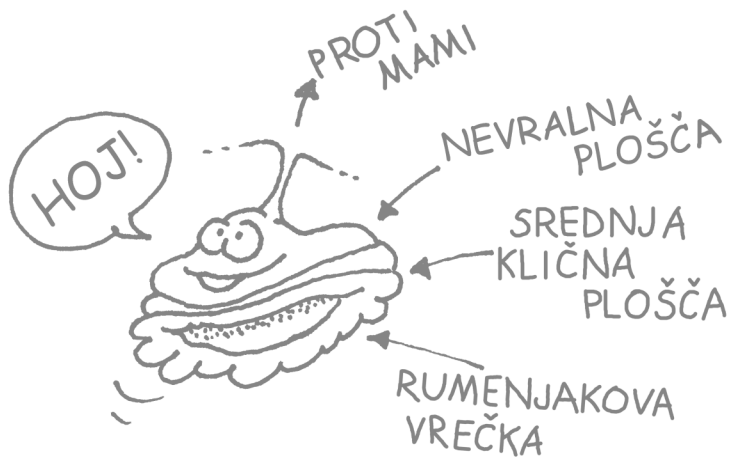 PROTI
MAMI
HOJ!
NEVRALNA
PLOŠČA
SREDNJA
KLIČNA
PLOŠČA
RUMENJAKOVA
VREČKA